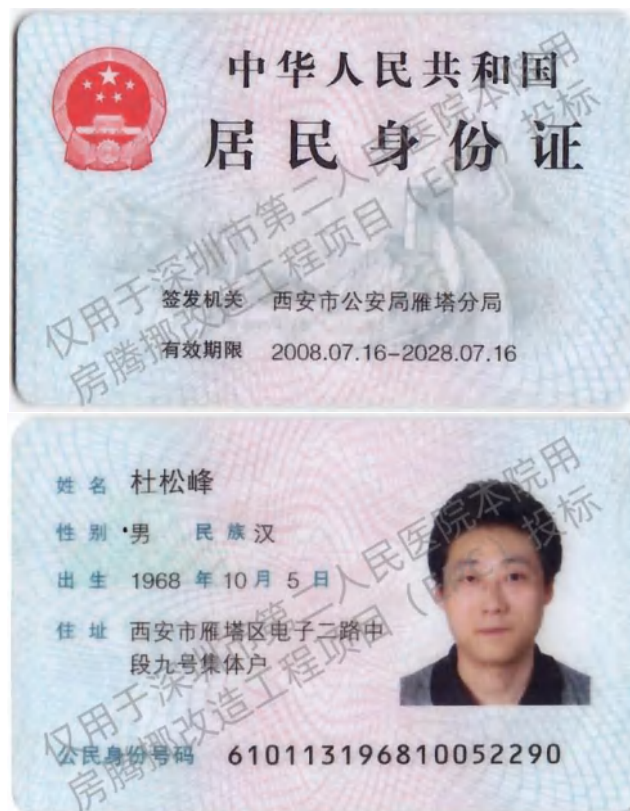 中华人民共和国
居民身份证
签发机关 西安市公安局雁塔分局
有效期限 2008.07.16-2028.07.16
仅用于深圳市第二人民医院本院用
房腾挪改造工程项目（EPC）投标
姓名 杜松峰
性别 男 民族 汉
出生 1968 年 10 月 5 日
住址 西安市雁塔区电子二路中
段九号集体户
公民身份号码 610113196810052290
仅用于深圳市第二人民医院本院用
房腾挪改造工程项目（EPC）投标